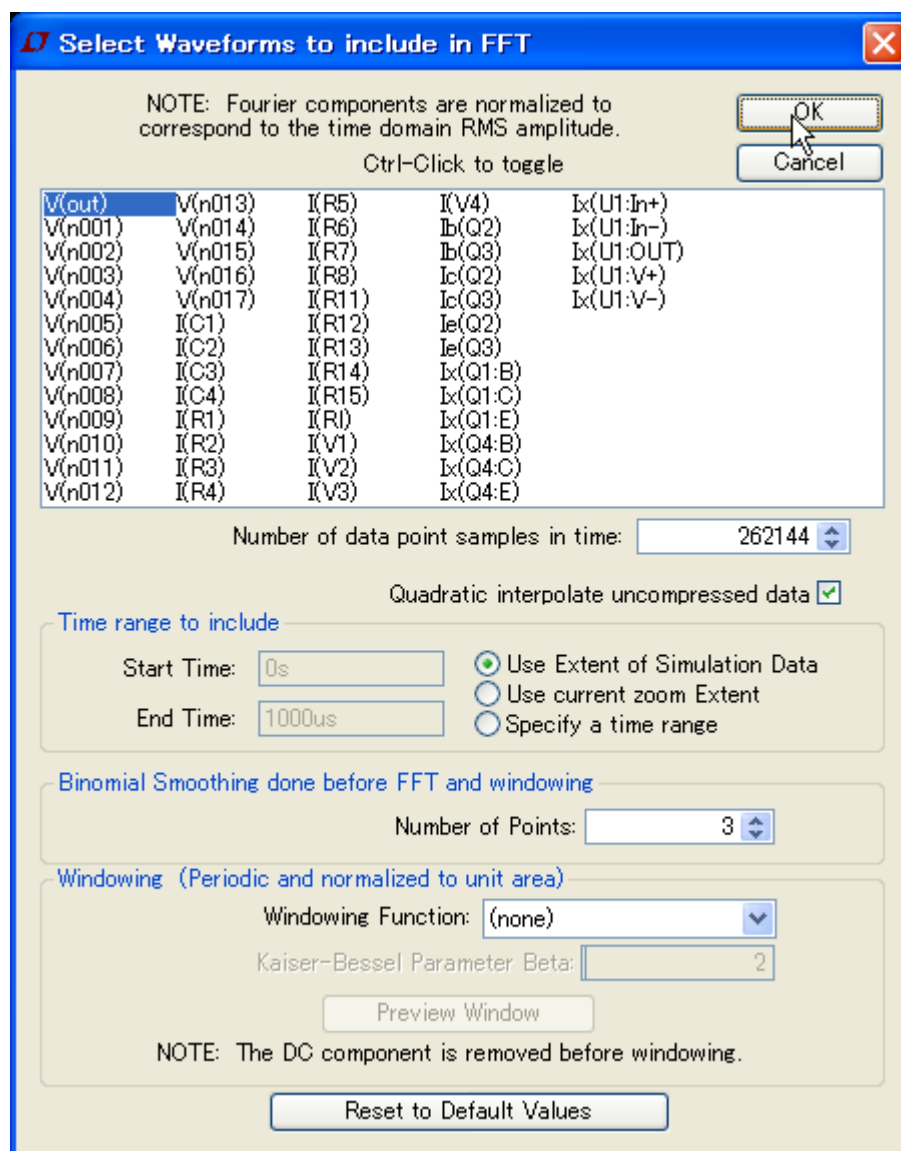 Select Waveforms to include in FFT
NOTE: Fourier components are normalized to
correspond to the time domain RMS amplitude.
OK
Ctrl-Click to toggle
Cancel
V(out) V(n013) I(R5) I(V4) Ix(U1:In+)
V(n001) V(n014) I(R6) Ib(Q2) Ix(U1:In-)
V(n002) V(n015) I(R7) Ib(Q3) Ix(U1:OUT)
V(n003) V(n016) I(R8) Ic(Q2) Ix(U1:V+)
V(n004) V(n017) I(R11) Ic(Q3) Ix(U1:V-)
V(n005) I(C1) I(R12) Ie(Q2)
V(n006) I(C2) I(R13) Ie(Q3)
V(n007) I(C3) I(R14) Ix(Q1:B)
V(n008) I(C4) I(R15) Ix(Q1:C)
V(n009) I(R1) I(Rl) Ix(Q1:E)
V(n010) I(R2) I(V1) Ix(Q4:B)
V(n011) I(R3) I(V2) Ix(Q4:C)
V(n012) I(R4) I(V3) Ix(Q4:E)
Number of data point samples in time: 262144
Quadratic interpolate uncompressed data
Time range to include
Start Time: 0s
End Time: 1000us
Use Extent of Simulation Data
Use current zoom Extent
Specify a time range
Binomial Smoothing done before FFT and windowing
Number of Points: 3
Windowing (Periodic and normalized to unit area)
Windowing Function: (none)
Kaiser-Bessel Parameter Beta: 2
Preview Window
NOTE: The DC component is removed before windowing.
Reset to Default Values